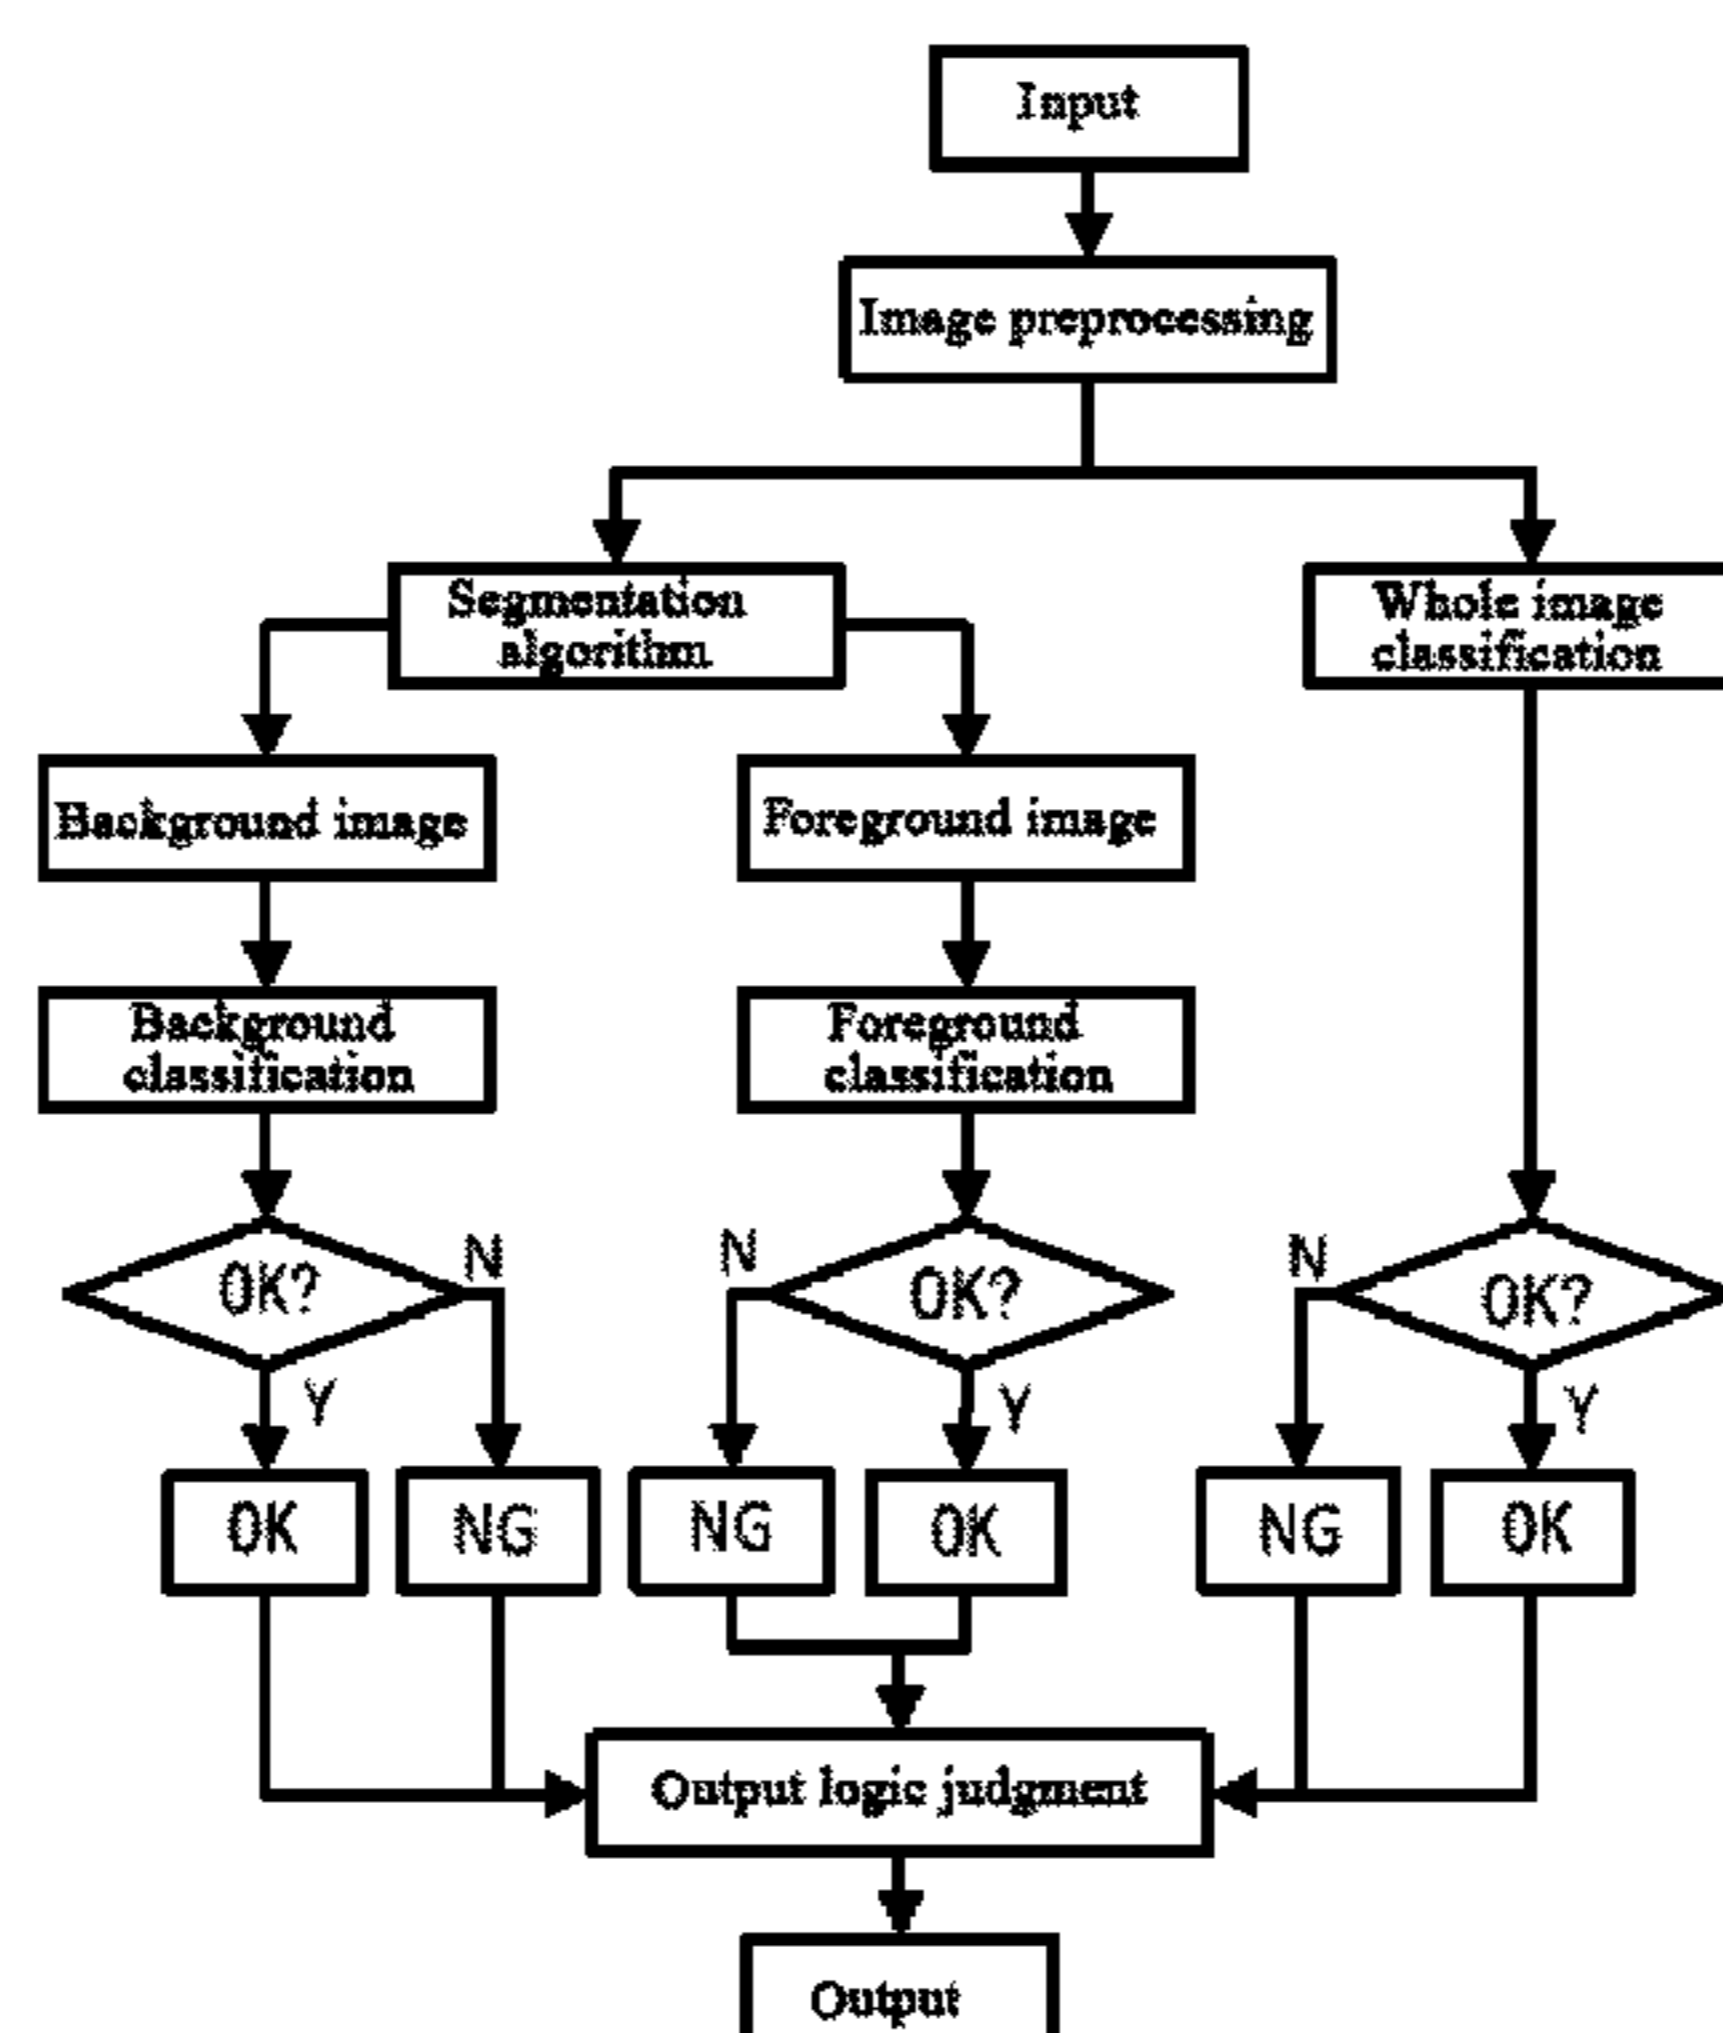 Input
Image preprocessing
Segmentation
algorithm
Whole image
classification
Background image
Foreground image
Background
classification
Foreground
classification
OK?
N
N
OK?
N
OK?
Y
Y
Y
OK
NG
NG
OK
NG
OK
Output logic judgment
Output